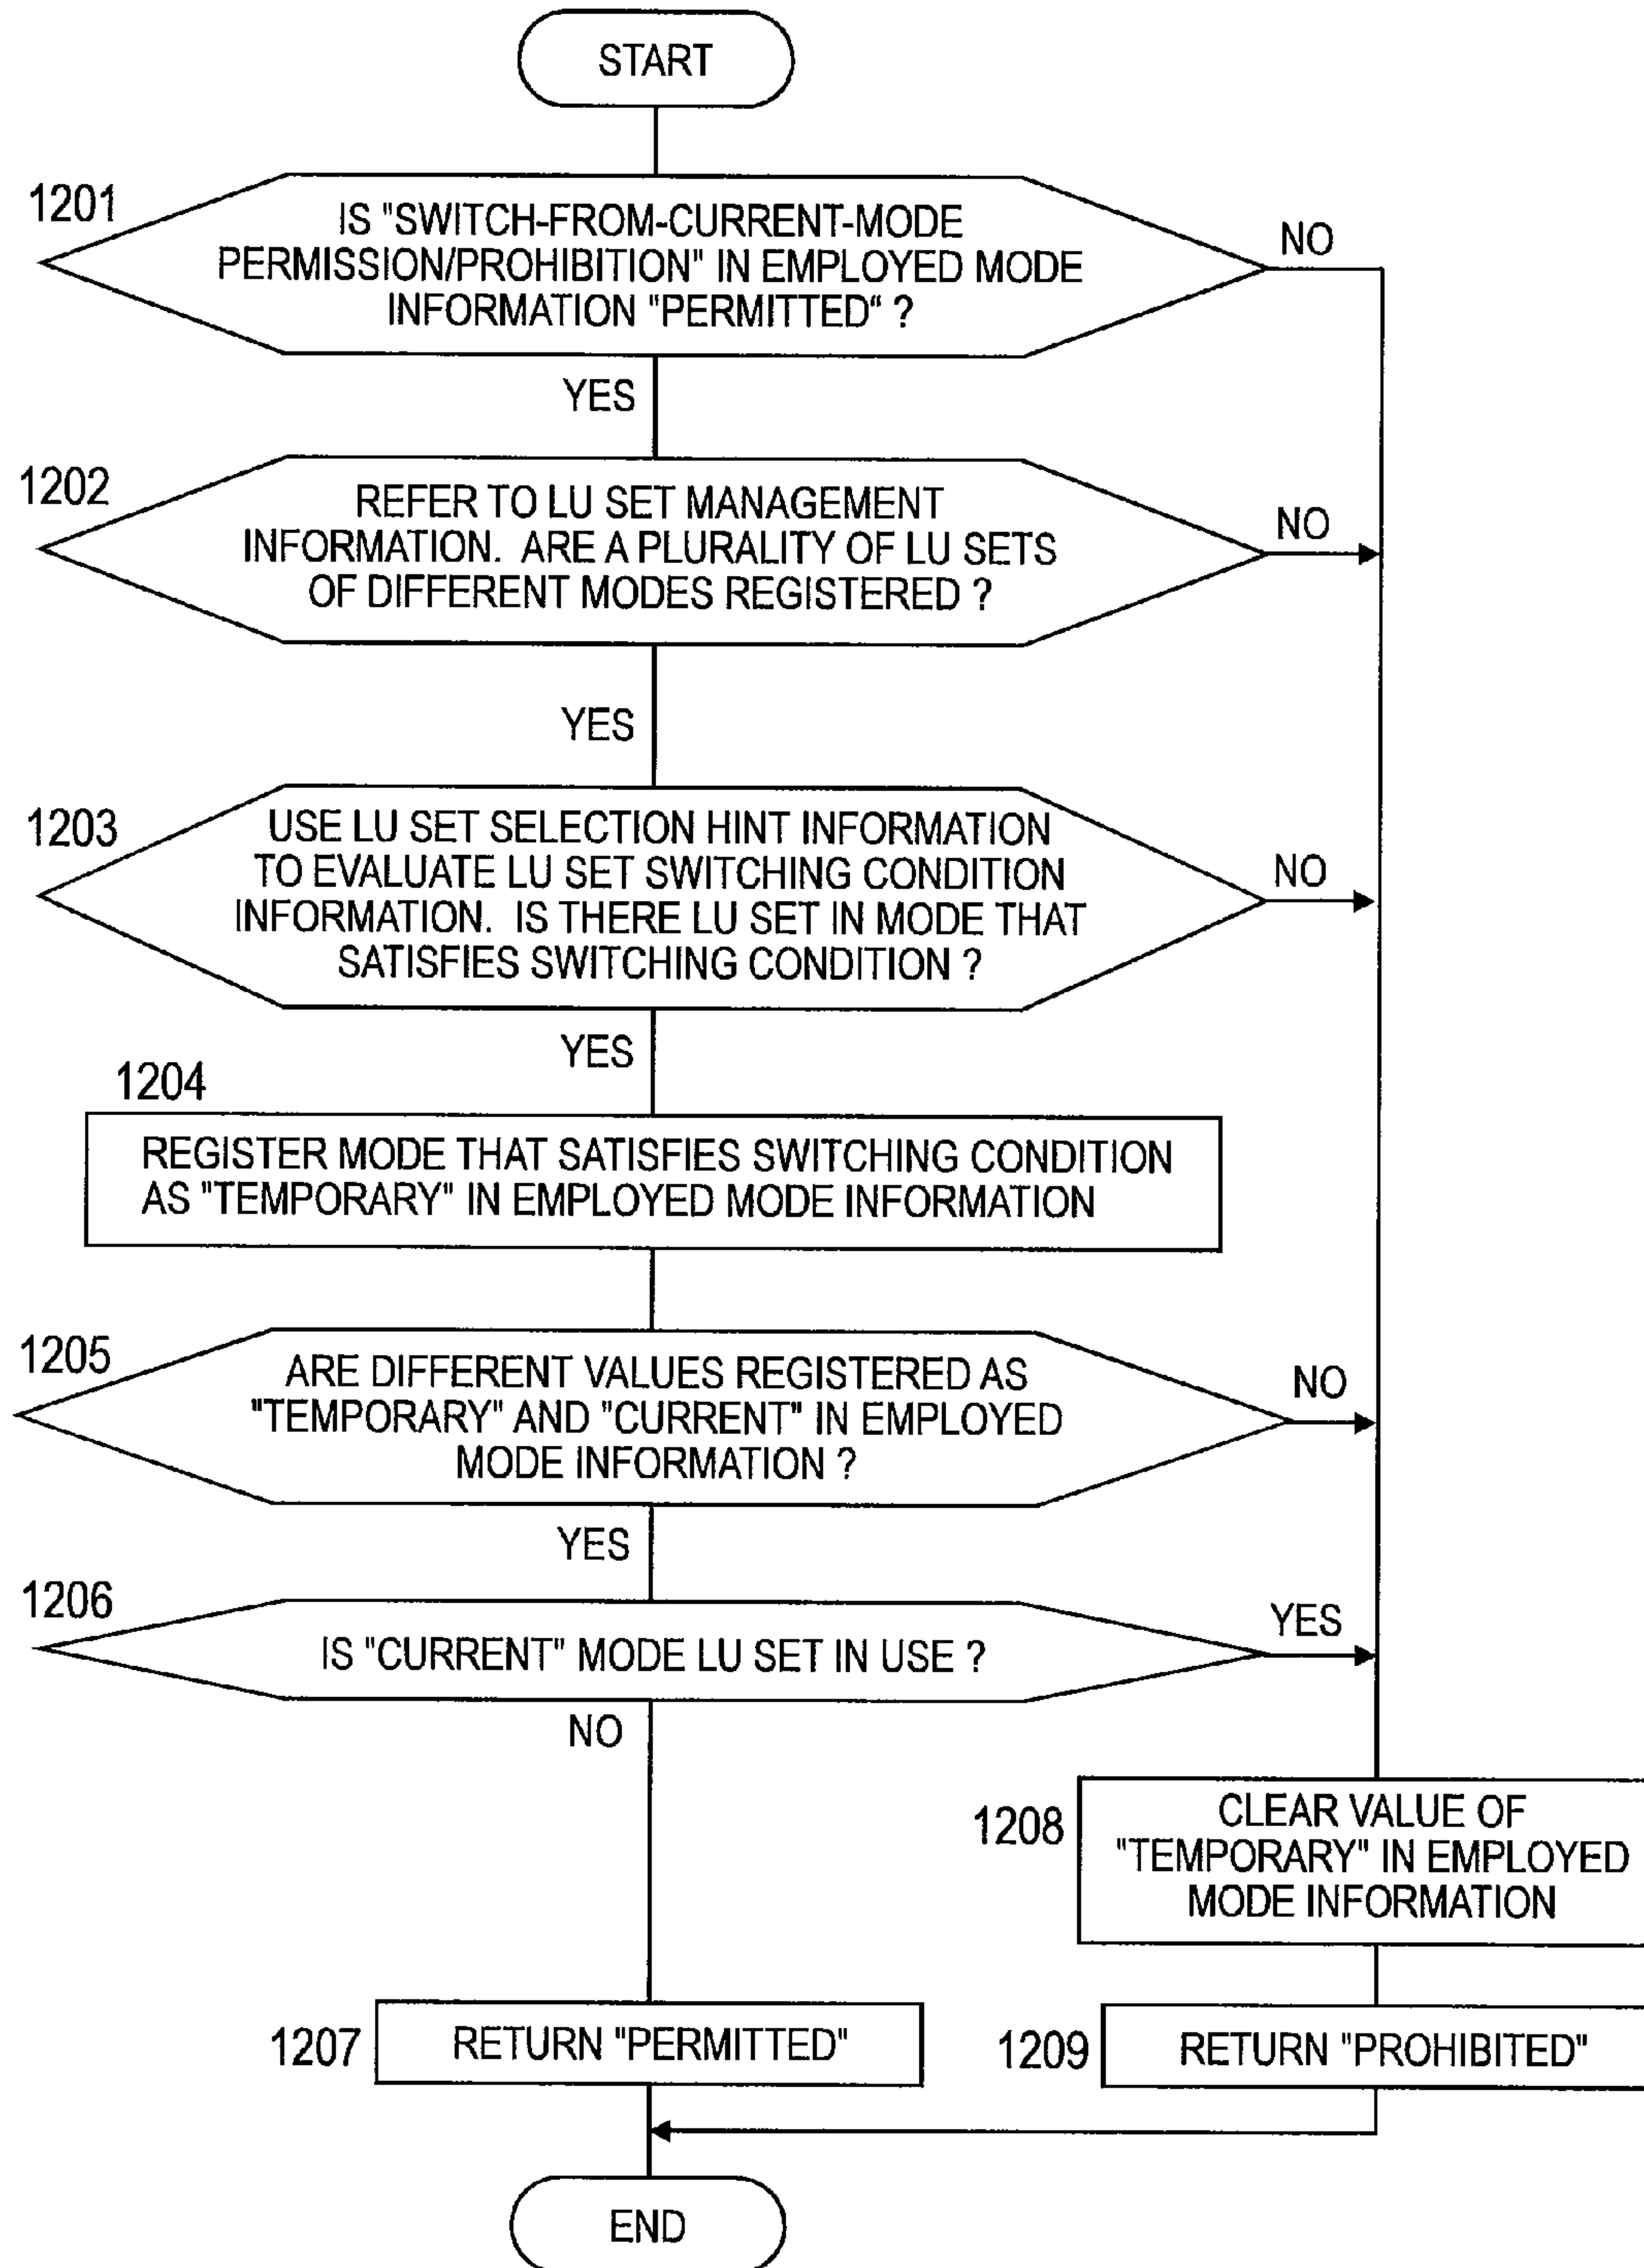 START
1201
IS "SWITCH-FROM-CURRENT-MODE
PERMISSION/PROHIBITION" IN EMPLOYED MODE
INFORMATION "PERMITTED" ?
NO
YES
1202
REFER TO LU SET MANAGEMENT
INFORMATION. ARE A PLURALITY OF LU SETS
OF DIFFERENT MODES REGISTERED ?
NO
YES
1203
USE LU SET SELECTION HINT INFORMATION
TO EVALUATE LU SET SWITCHING CONDITION
INFORMATION. IS THERE LU SET IN MODE THAT
SATISFIES SWITCHING CONDITION ?
NO
YES
1204
REGISTER MODE THAT SATISFIES SWITCHING CONDITION
AS "TEMPORARY" IN EMPLOYED MODE INFORMATION
1205
ARE DIFFERENT VALUES REGISTERED AS
"TEMPORARY" AND "CURRENT" IN EMPLOYED
MODE INFORMATION ?
NO
YES
1206
IS "CURRENT" MODE LU SET IN USE ?
YES
NO
1208
CLEAR VALUE OF
"TEMPORARY" IN EMPLOYED
MODE INFORMATION
1207
RETURN "PERMITTED"
1209
RETURN "PROHIBITED"
END